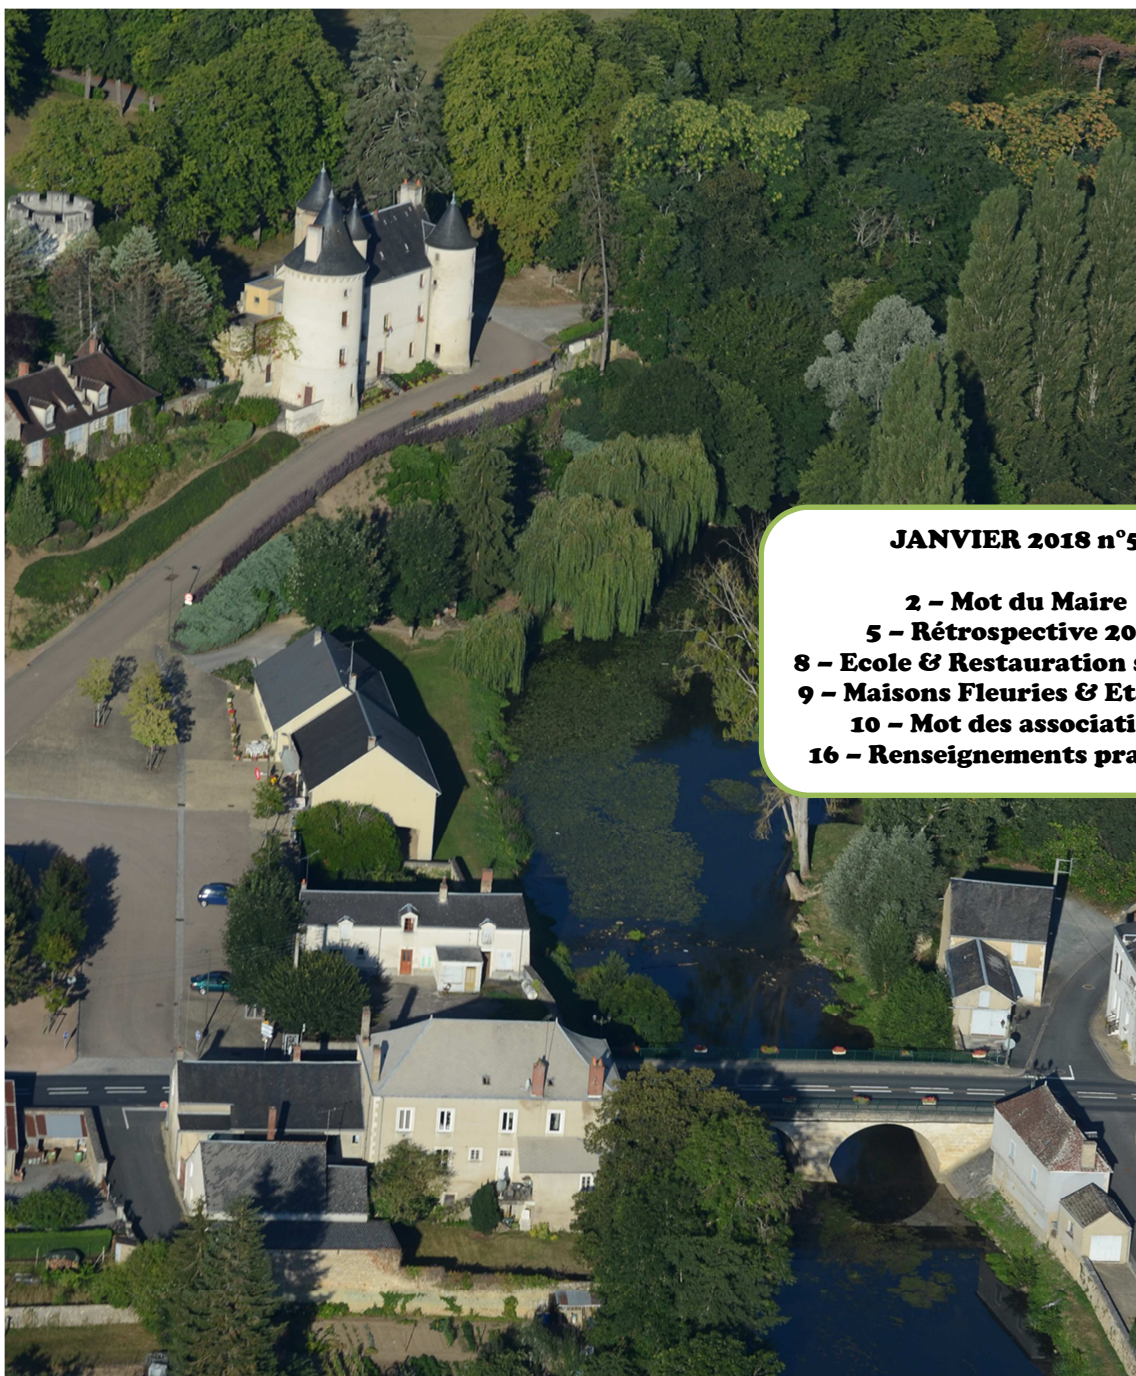 JANVIER 2018 n°5
2 – Mot du Maire
5 – Rétrospective 20
8 – Ecole & Restauration
9 – Maisons Fleuries & Et
10 – Mot des associati
16 – Renseignements pra